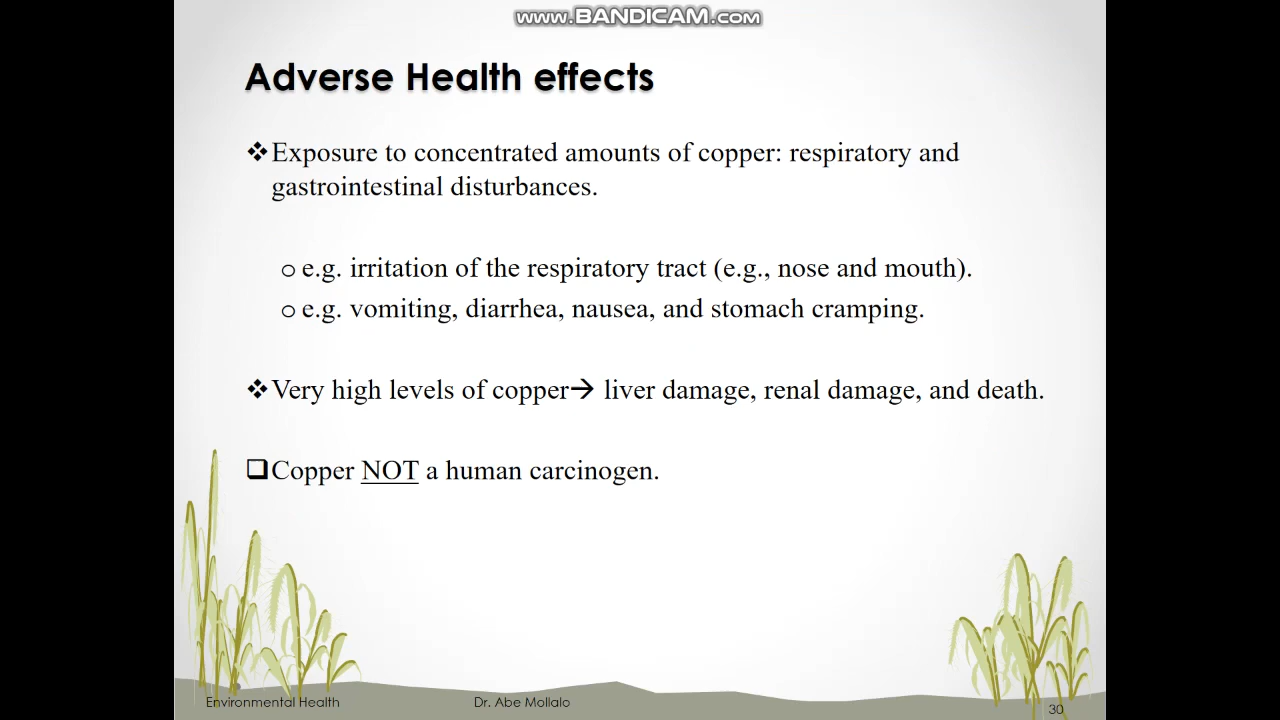 www.BANDICAM.com
Adverse Health effects
❖Exposure to concentrated amounts of copper: respiratory and
gastrointestinal disturbances.
o e.g. irritation of the respiratory tract (e.g., nose and mouth).
o e.g. vomiting, diarrhea, nausea, and stomach cramping.
❖Very high levels of copper→ liver damage, renal damage, and death.
❑Copper NOT a human carcinogen.
Environmental Health Dr. Abe Mollalo 30